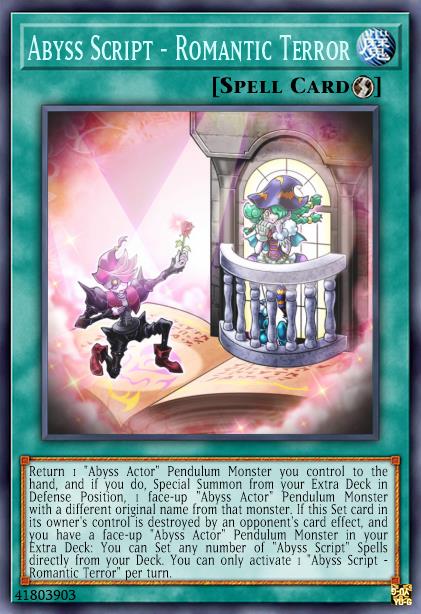 Abyss Script - Romantic Terror
魔
[Spell Card]
Return 1 "Abyss Actor" Pendulum Monster you control to the
hand, and if you do, Special Summon from your Extra Deck in
Defense Position, 1 face-up "Abyss Actor" Pendulum Monster
with a different original name from that monster. If this Set card in
its owner's control is destroyed by an opponent's card effect, and
you have a face-up "Abyss Actor" Pendulum Monster in your
Extra Deck: You can Set any number of "Abyss Script" Spells
directly from your Deck. You can only activate 1 "Abyss Script -
Romantic Terror" per turn.
41803903